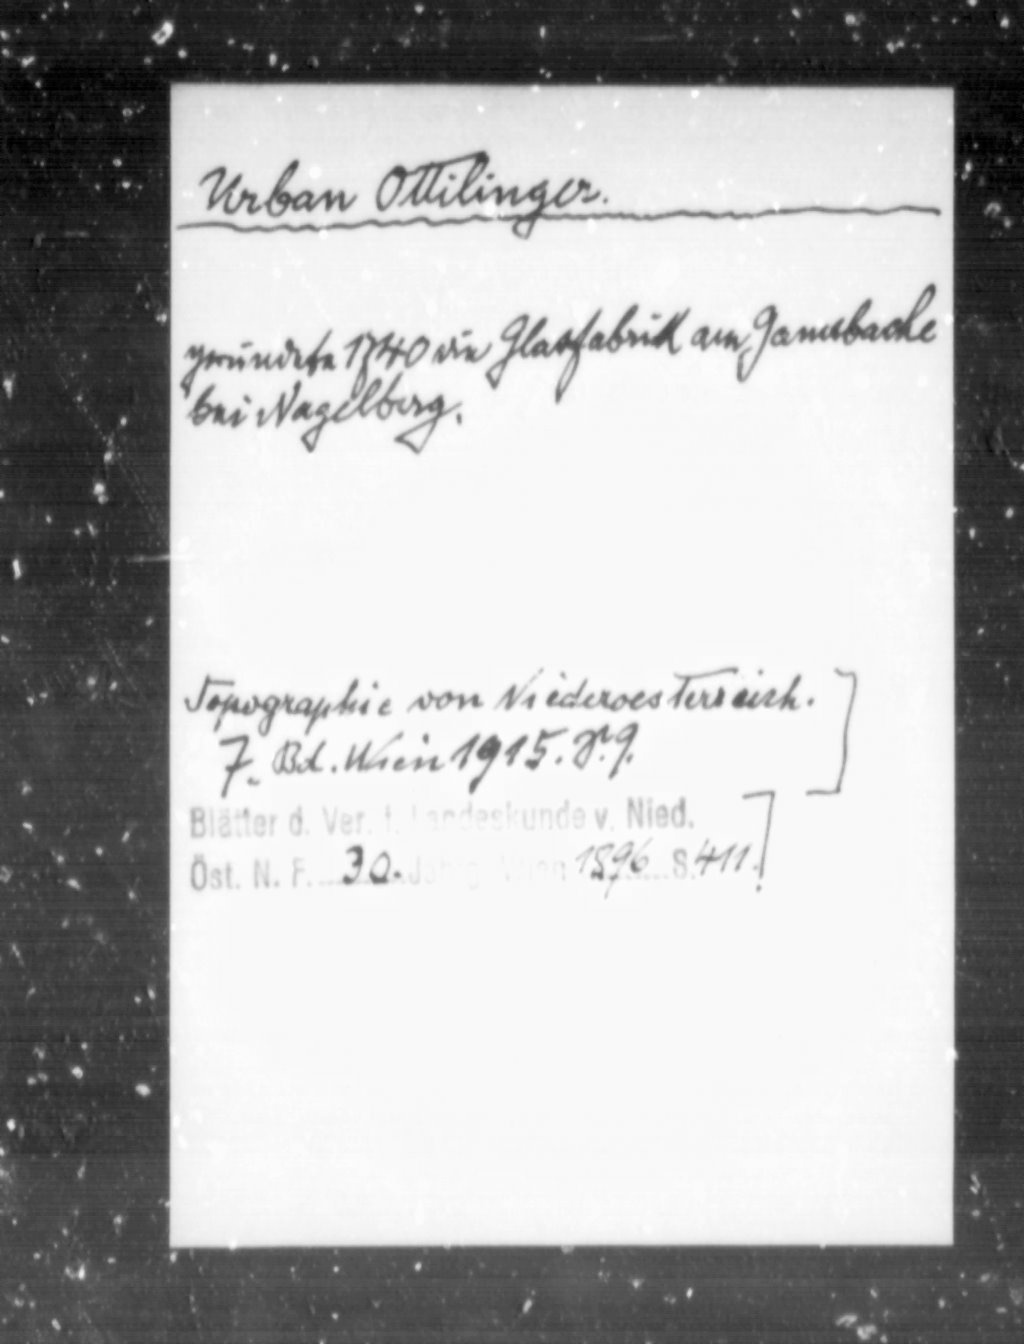 Urban Ottilinger.
gründete 1740 die Glasfabrik am Gamsbache
bei Nagelberg.
Topographie von Niederoesterreich.
7. Bd. Wien 1915. S. 9.
Blätter d. Ver. f. Landeskunde v. Nied.
Öst. N. F. 30. Jahrg. Wien 1896 S. 411.